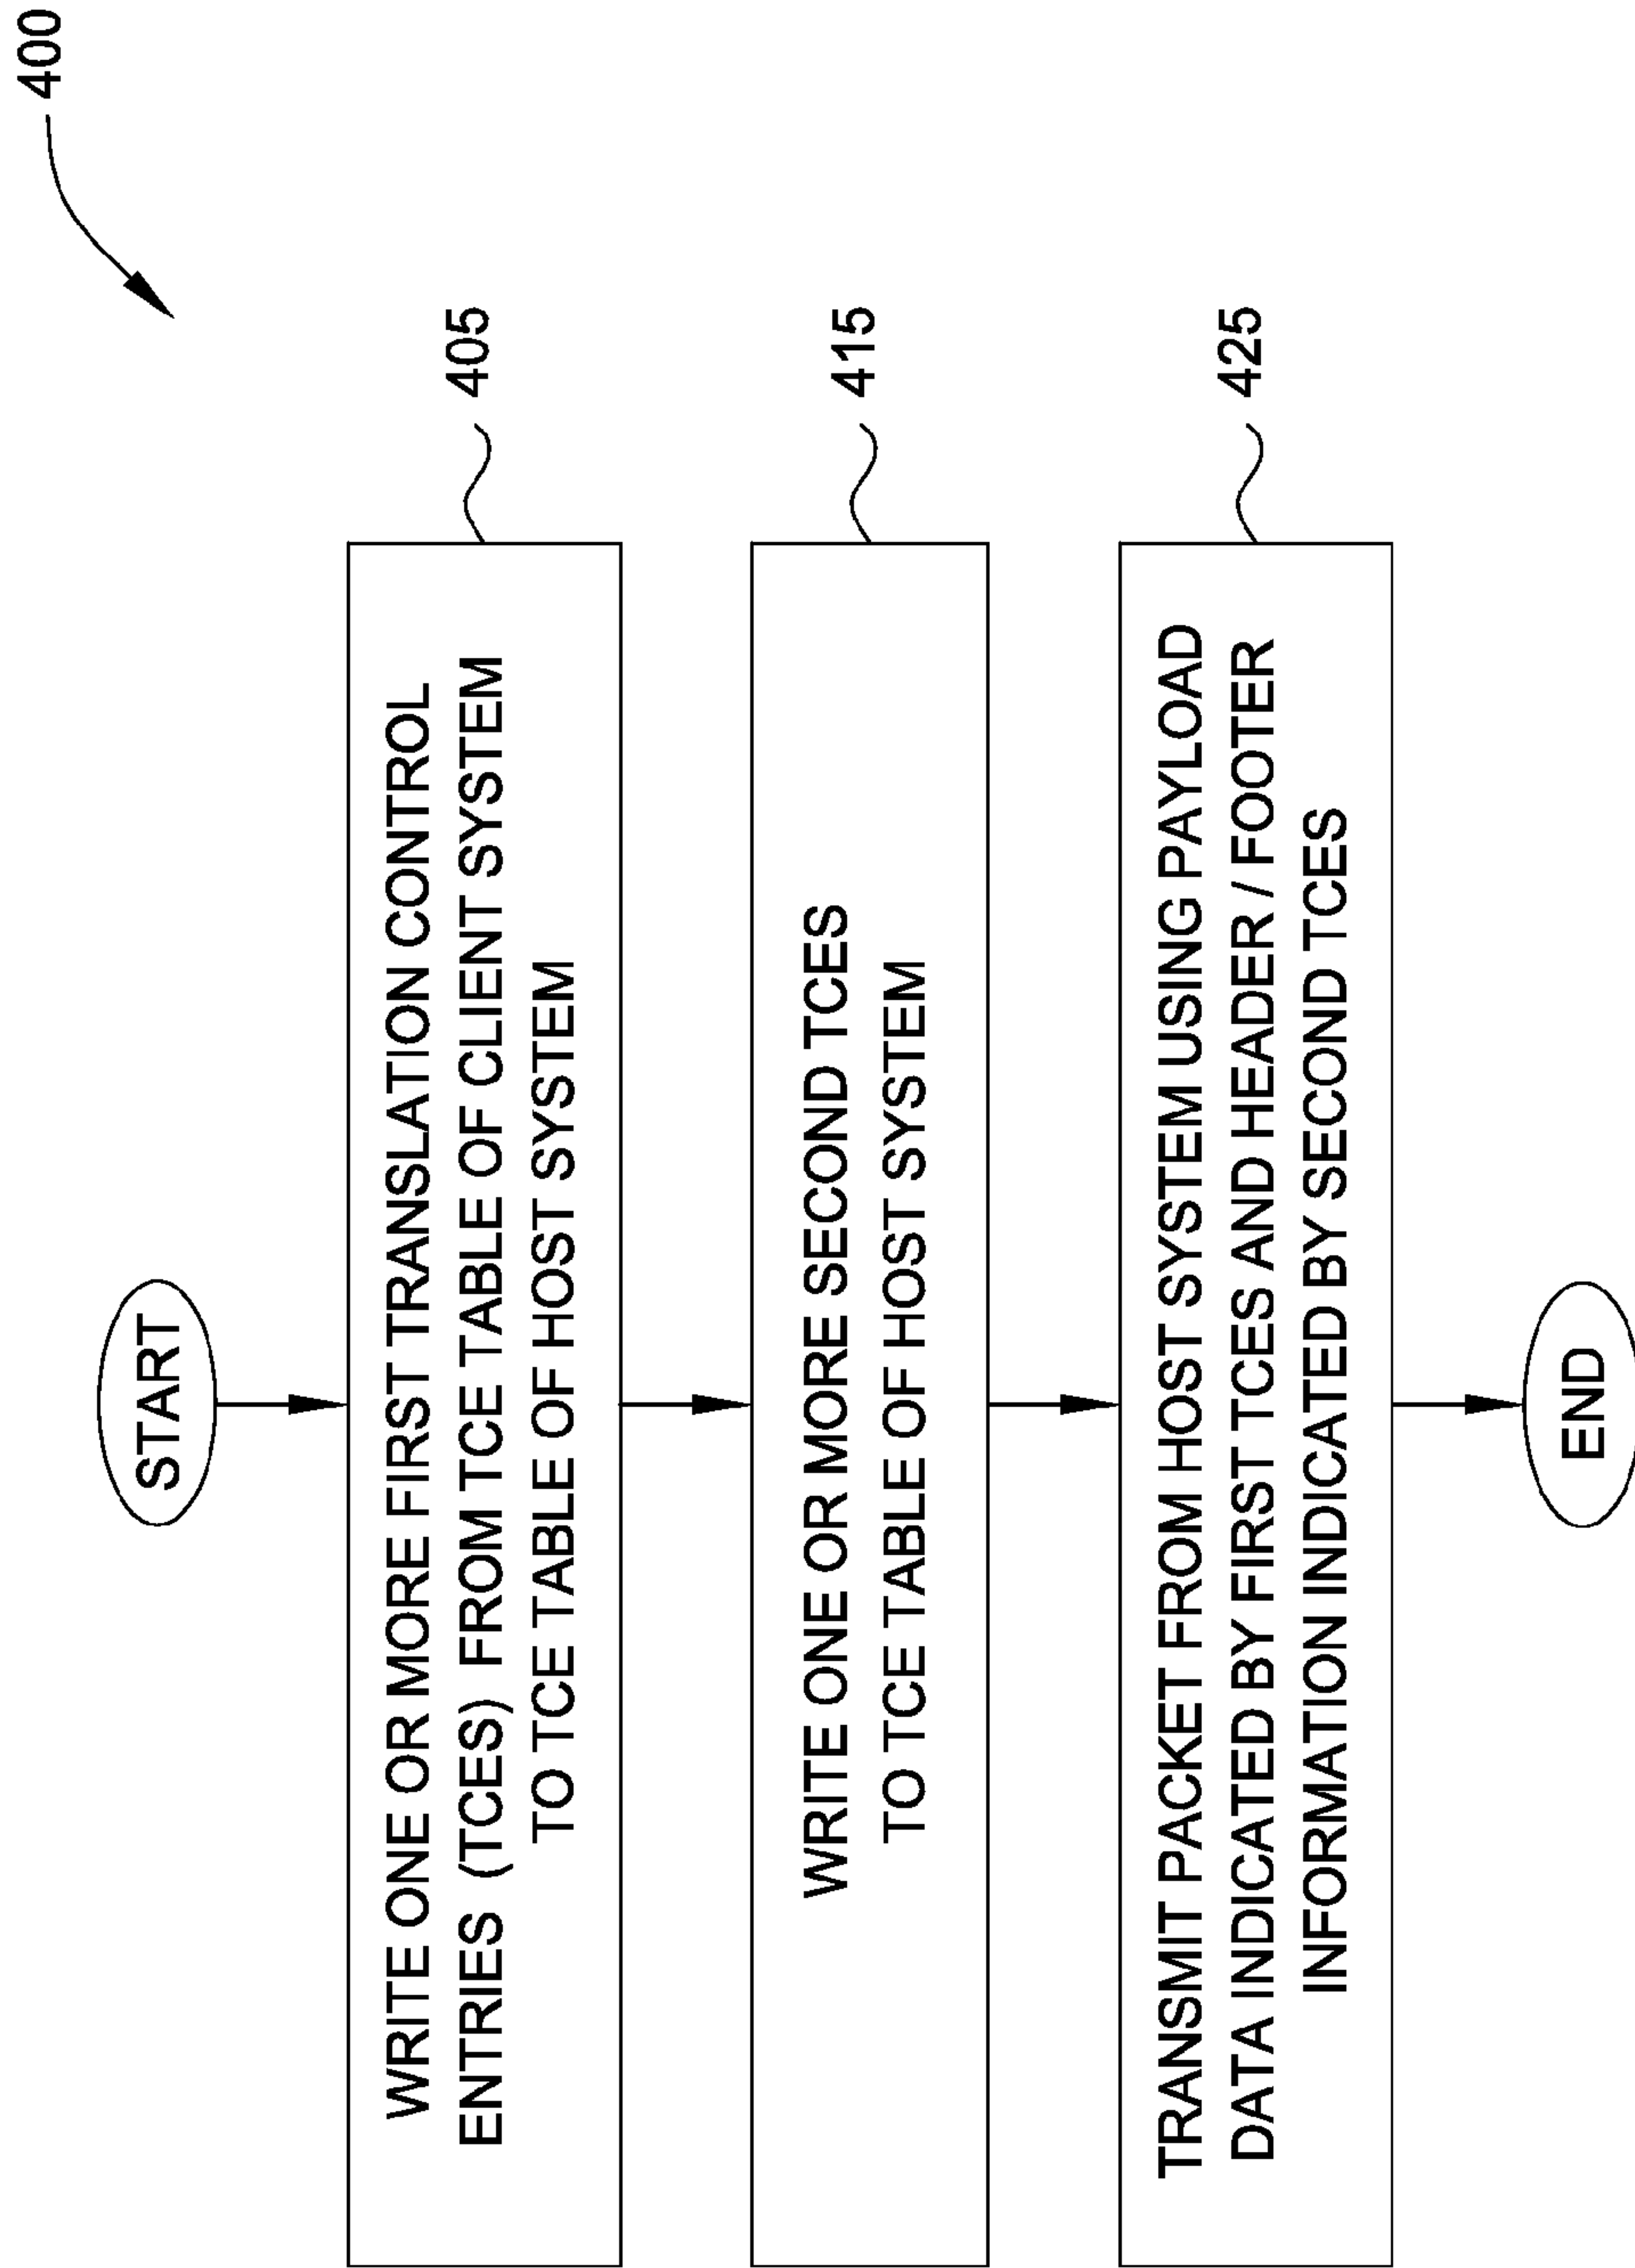 400
START
WRITE ONE OR MORE FIRST TRANSLATION CONTROL
ENTRIES (TCES) FROM TCE TABLE OF CLIENT SYSTEM
TO TCE TABLE OF HOST SYSTEM
405
WRITE ONE OR MORE SECOND TCES
TO TCE TABLE OF HOST SYSTEM
415
TRANSMIT PACKET FROM HOST SYSTEM USING PAYLOAD
DATA INDICATED BY FIRST TCES AND HEADER / FOOTER
INFORMATION INDICATED BY SECOND TCES
425
END